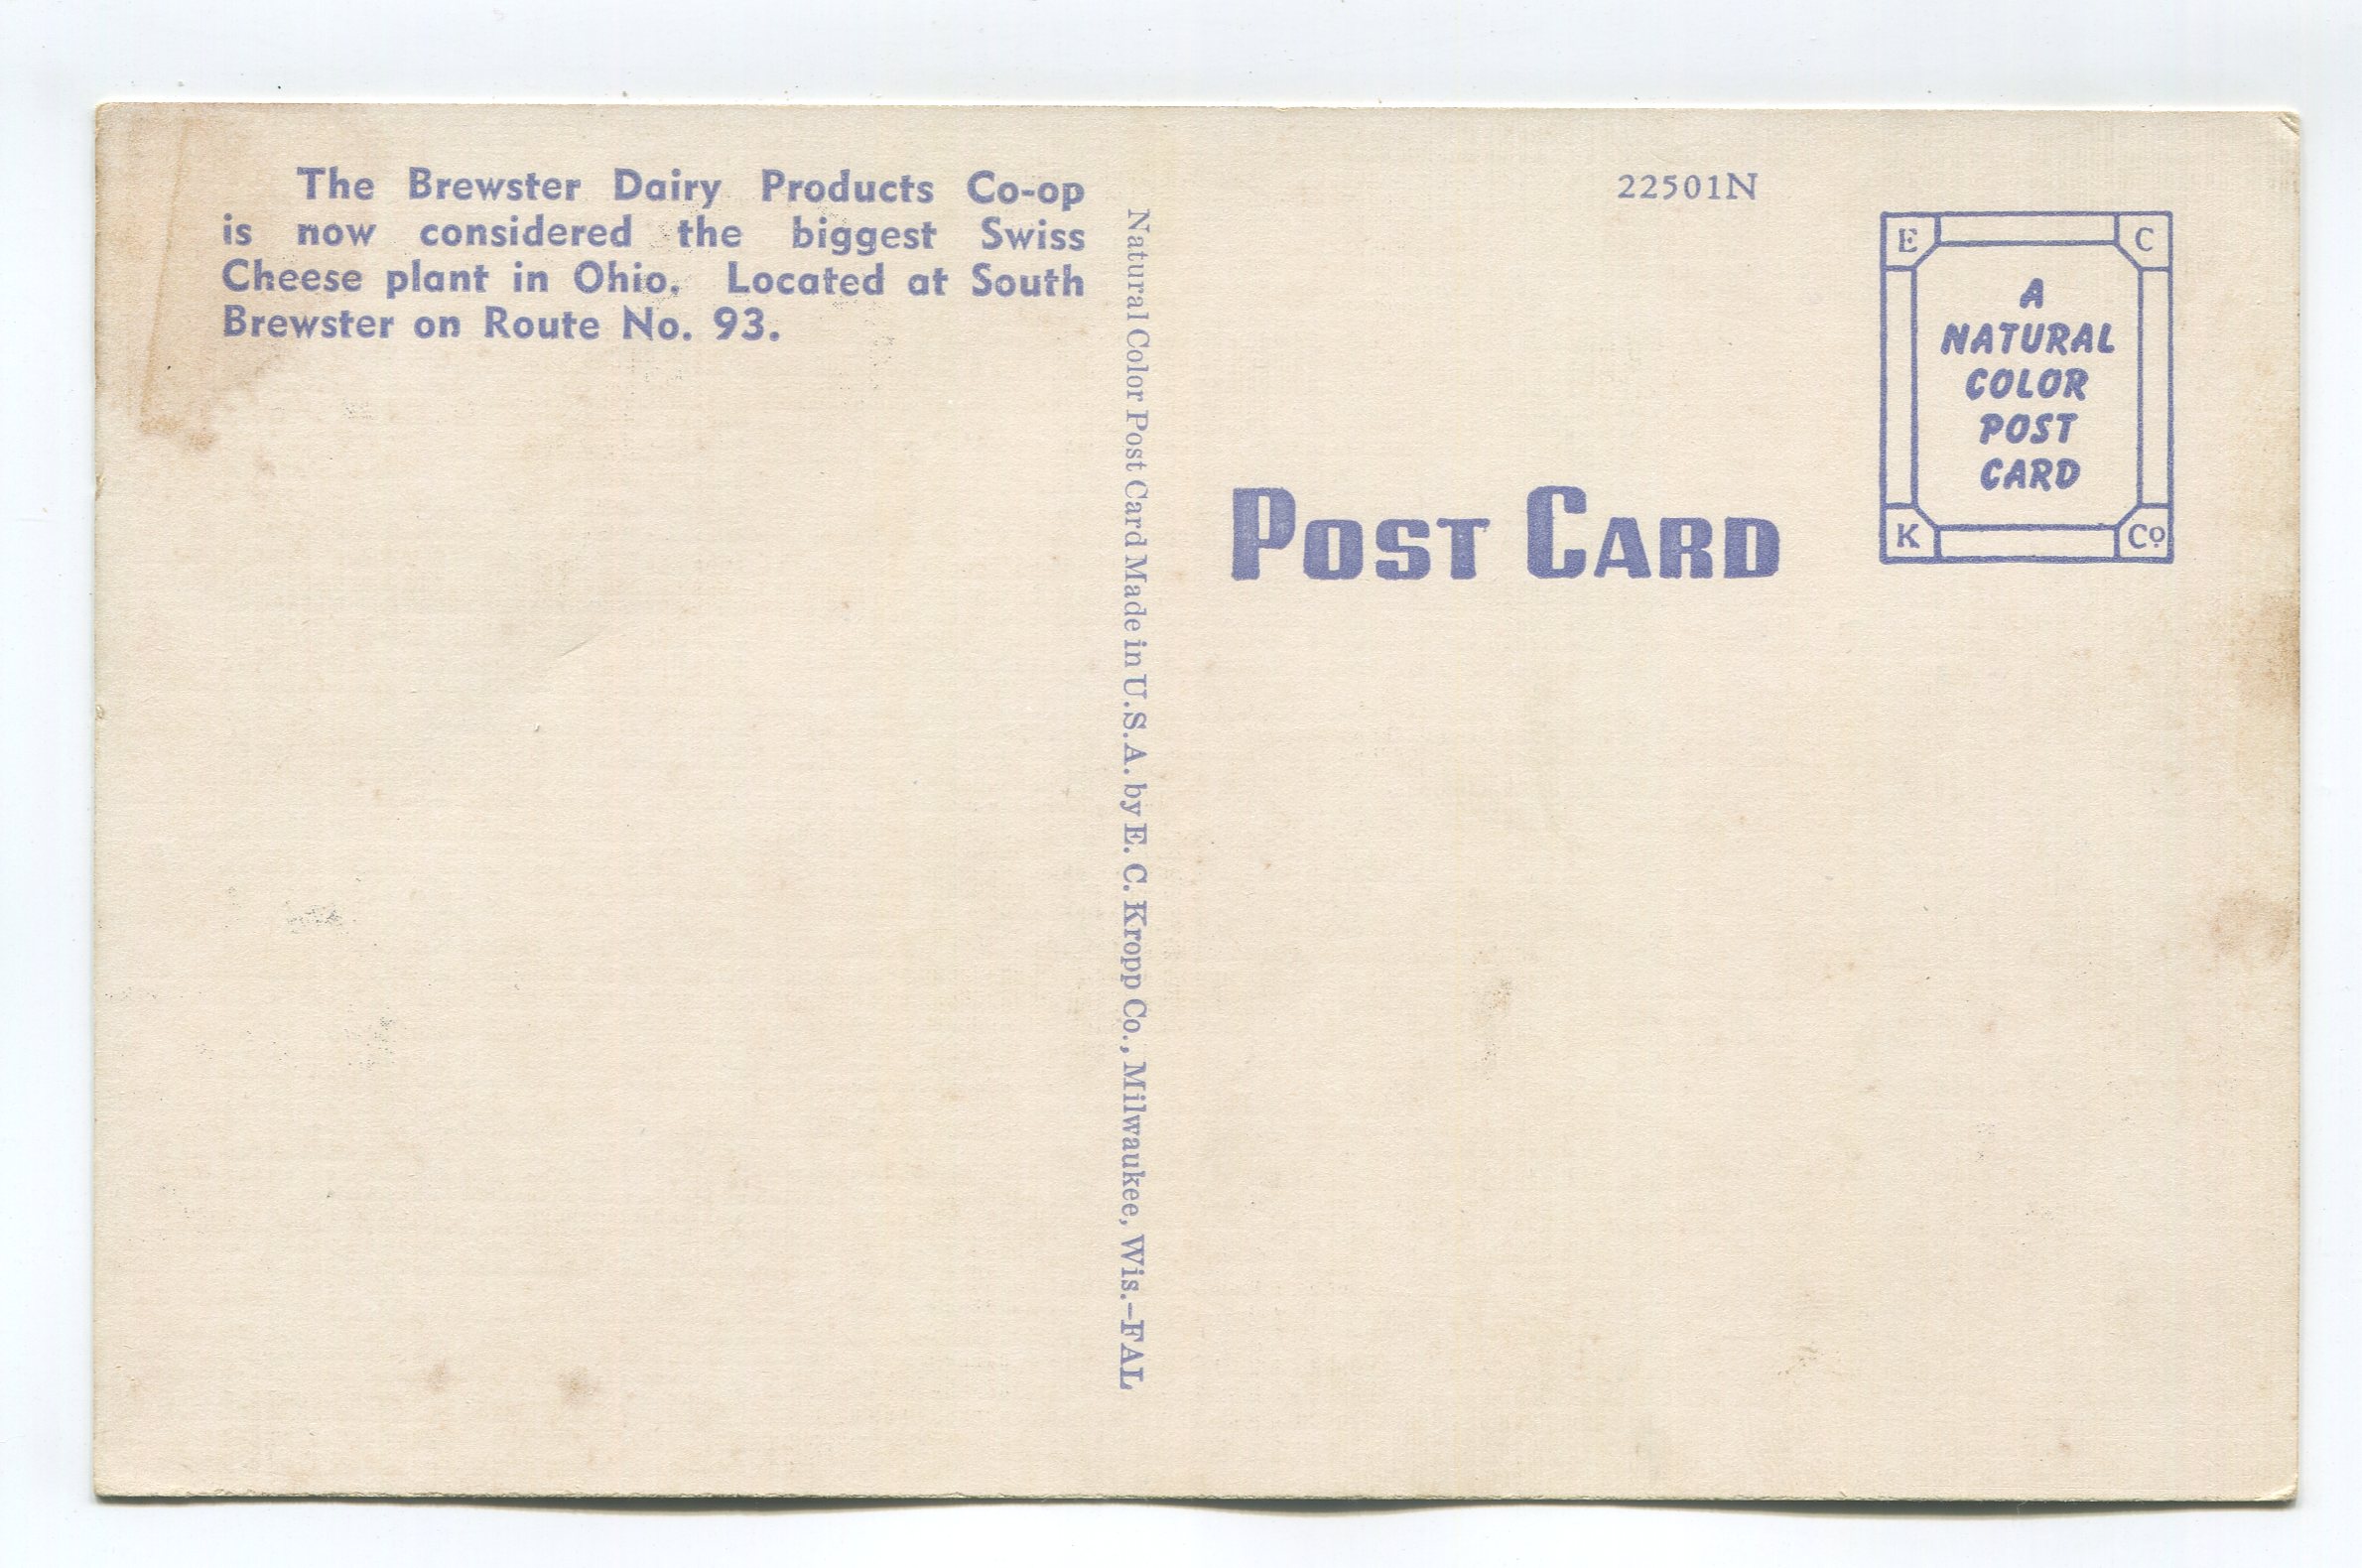 The Brewster Dairy Products Co-op
is now considered the biggest Swiss
Cheese plant in Ohio. Located at South
Brewster on Route No. 93.
Natural Color Post Card Made in U.S.A. by E. C. Kropp Co., Milwaukee, Wis.-FAL
22501N
POST CARD
E C
A
NATURAL
COLOR
POST
CARD
K Co